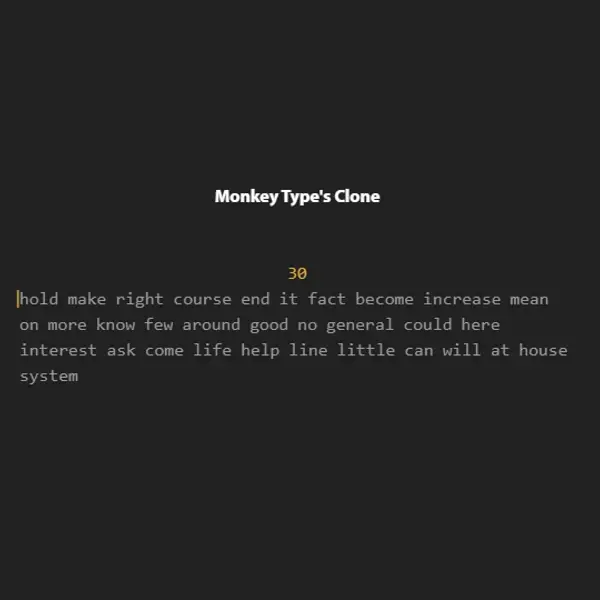 Monkey Type's Clone
30
hold make right course end it fact become increase mean
on more know few around good no general could here
interest ask come life help line little can will at house
system